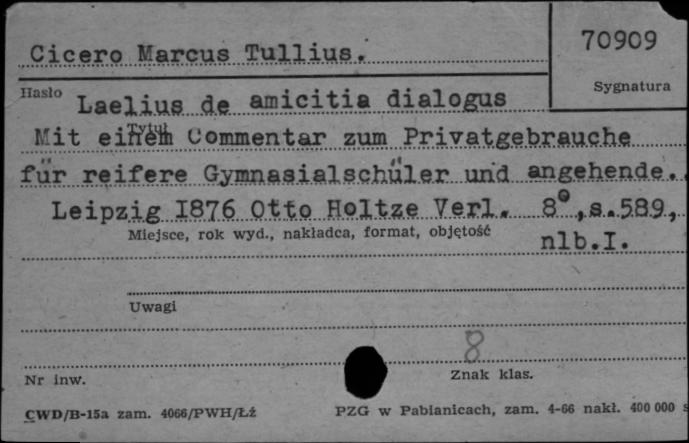 Cicero Marcus Tullius.
70909
Sygnatura
Hasło
Laelius de amicitia dialogus
Tytuł
Mit einem Commentar zum Privatgebrauche
für reifere Gymnasialschüler und angehende..
Leipzig I876 Otto Holtze Verl. 8°,s.589,
Miejsce, rok wyd., nakładca, format, objętość
nlb.I.
Uwagi
8
Nr inw.
Znak klas.
CWD/B-15a zam. 4066/PWH/Łź
PZG w Pabianicach, zam. 4-66 nakł. 400 000 s